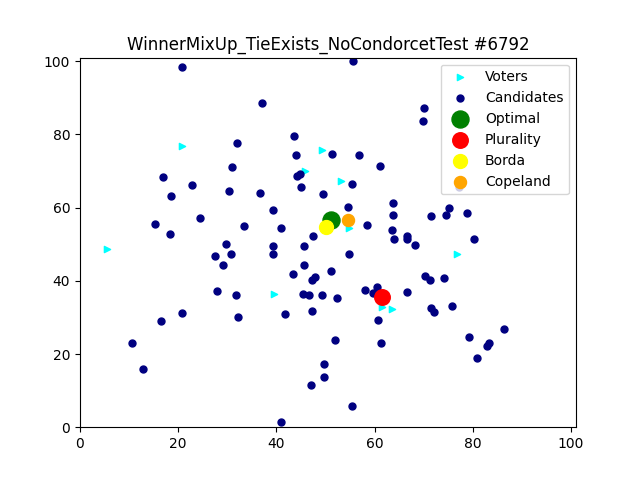 WinnerMixUp_TieExists_NoCondorcetTest #6792
Voters
Candidates
Optimal
Plurality
Borda
Copeland
100
80
60
40
20
0
0 20 40 60 80 100